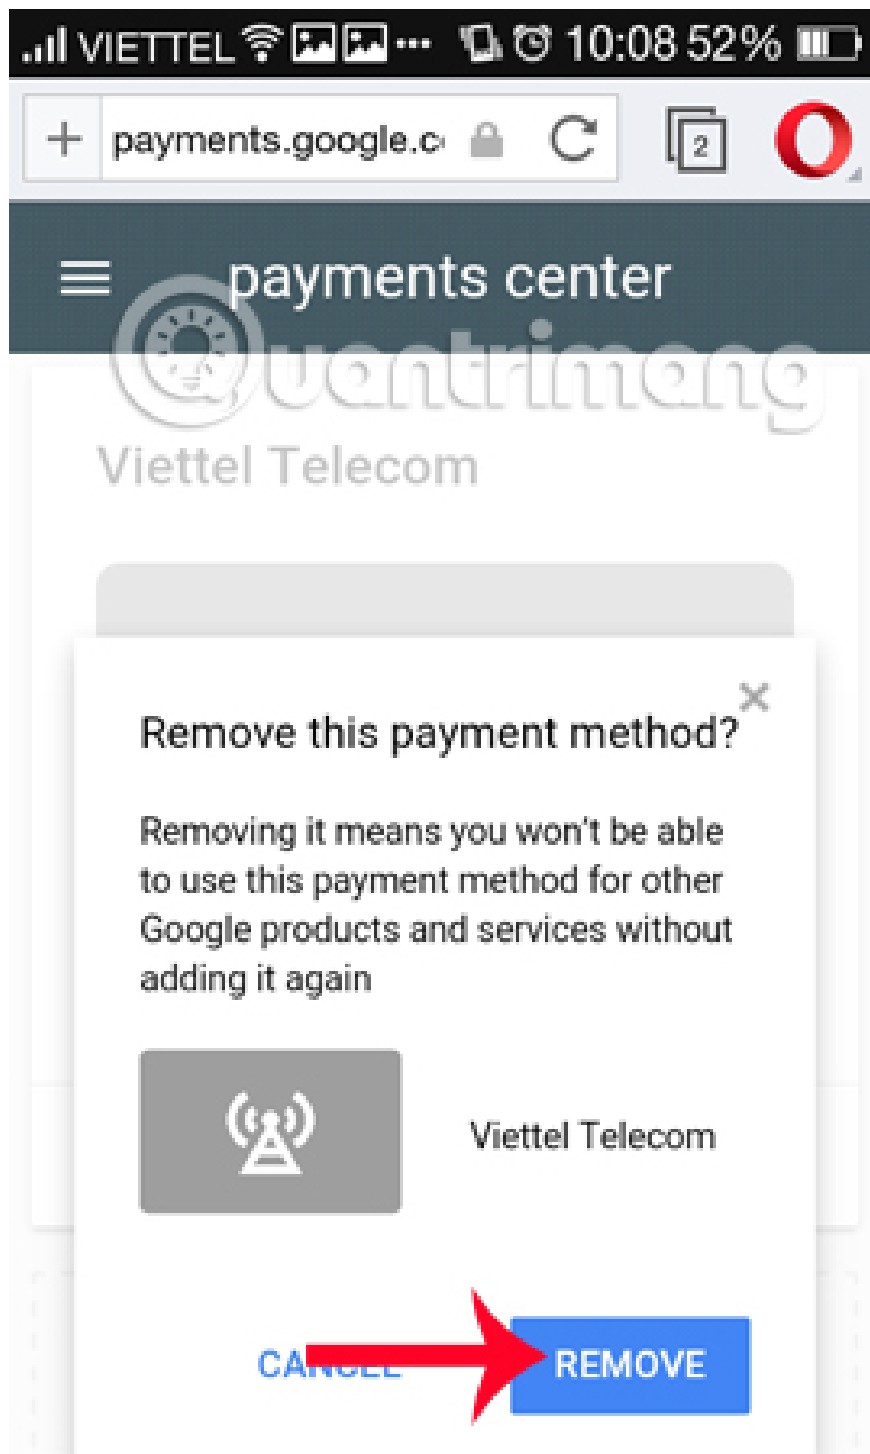 VIETTEL ··· 10:08 52%
+ payments.google.c 2
payments center
Quantrimang
Viettel Telecom
Remove this payment method?
Removing it means you won't be able
to use this payment method for other
Google products and services without
adding it again
Viettel Telecom
CANCEL REMOVE